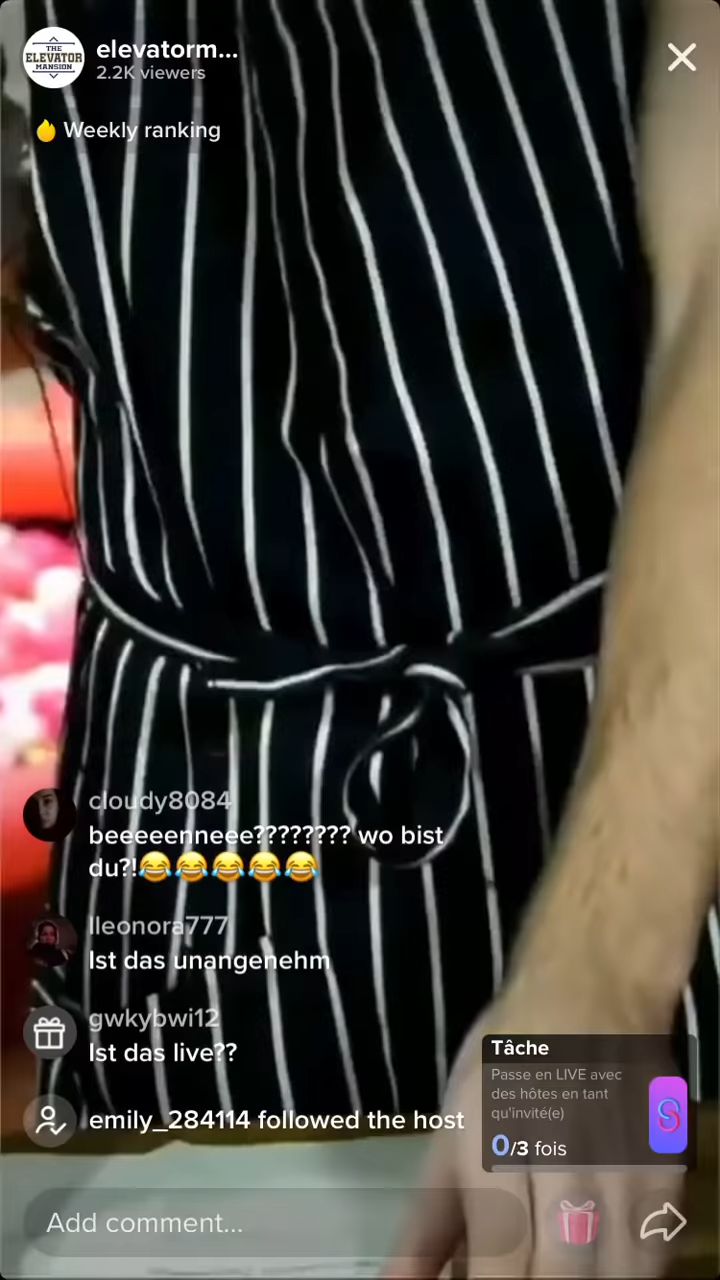 THE
ELEVATOR
MANSION
elevatorm...
2.2K viewers
Weekly ranking
cloudy8084
beeeeenneee???????? wo bist
du?!😂😂😂😂😂
lleonora777
Ist das unangenehm
gwkybwi12
Ist das live??
emily_284114 followed the host
Tâche
Passe en LIVE avec
des hôtes en tant
qu'invité(e)
0/3 fois
Add comment...